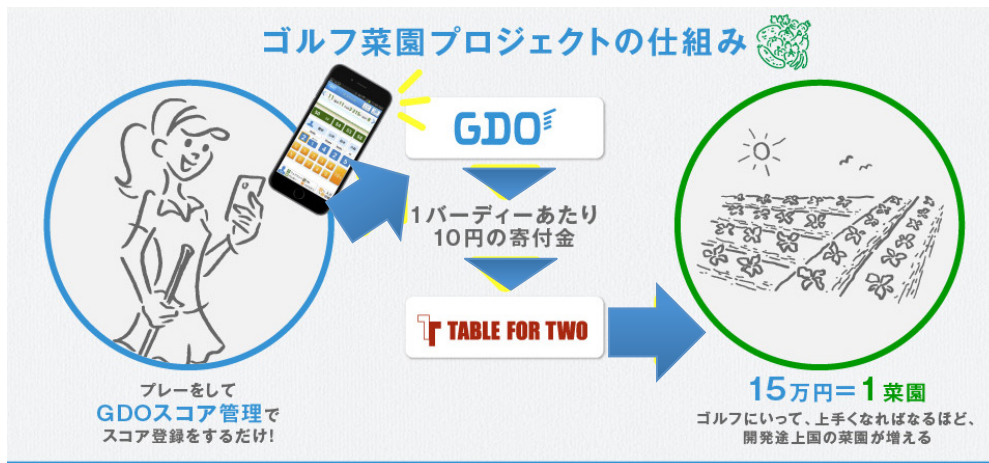 ゴルフ菜園プロジェクトの仕組み
GDO
1バーディーあたり
10円の寄付金
TABLE FOR TWO
プレーをして
GDOスコア管理で
スコア登録をするだけ!
15万円=1菜園
ゴルフにいって、上手くなればなるほど、
開発途上国の菜園が増える